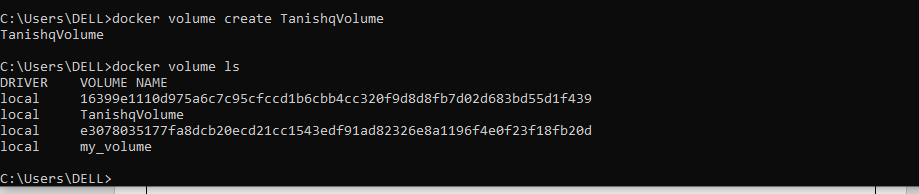 C:\Users\DELL>docker volume create TanishqVolume
TanishqVolume
C:\Users\DELL>docker volume ls
DRIVER    VOLUME NAME
local     16399e1110d975a6c7c95cfccd1b6cbb4cc320f9d8d8fb7d02d683bd55d1f439
local     TanishqVolume
local     e3078035177fa8dcb20ecd21cc1543edf91ad82326e8a1196f4e0f23f18fb20d
local     my_volume
C:\Users\DELL>